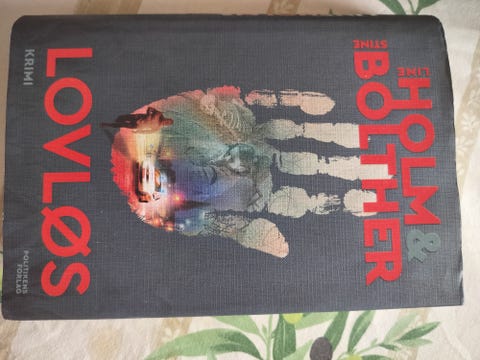 LINE
HOLM &
STINE
BOLTHER
LOVLØS
KRIMI
POLITIKENS
FORLAG